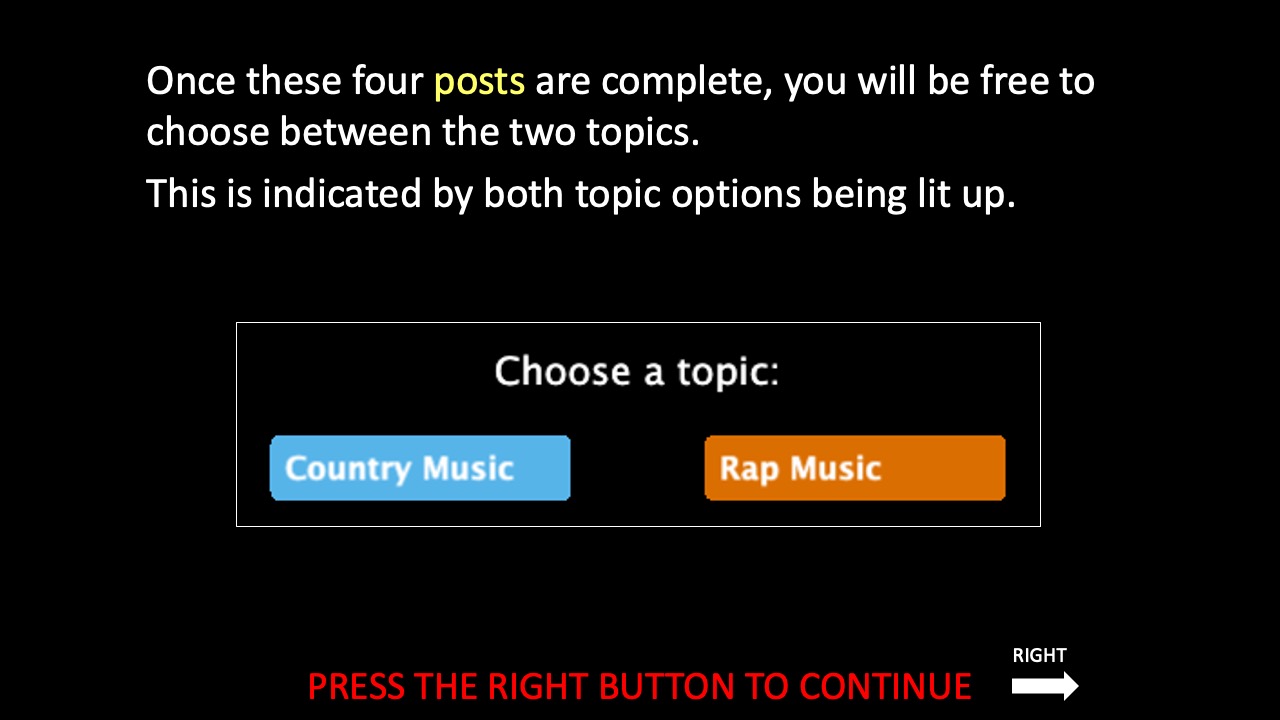 Once these four posts are complete, you will be free to
choose between the two topics.
This is indicated by both topic options being lit up.
Choose a topic:
Country Music
Rap Music
RIGHT
PRESS THE RIGHT BUTTON TO CONTINUE